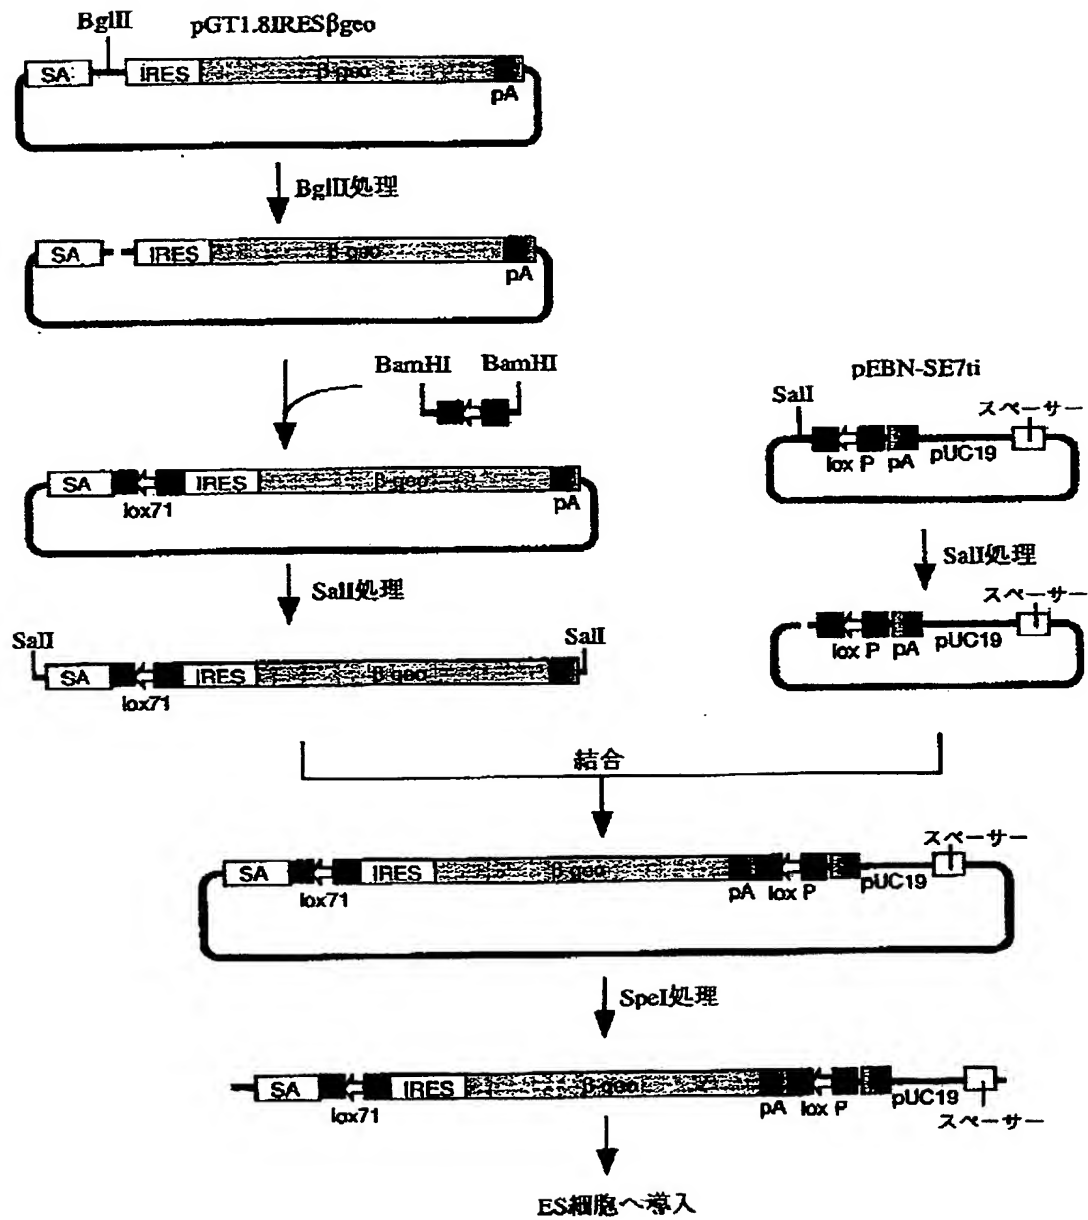 BglII pGT1.8IRESβgeo
SA IRES β-geo
pA
BglII処理
SA IRES β-geo
pA
BamHI BamHI
SA IRES β-geo
lox71 pA
SalI処理
SalI SalI
SA IRES β-geo
lox71
pEBN-SE7ti
SalI スペーサー
lox P pA pUC19
SalI処理
スペーサー
lox P pA pUC19
結合
スペーサー
SA IRES β-geo
lox71 pA lox P pUC19
SpeI処理
SA IRES β-geo
lox71 pA lox P pUC19
スペーサー
ES細胞へ導入